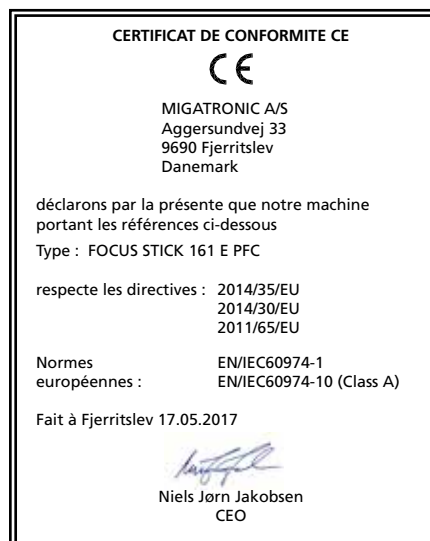 CERTIFICAT DE CONFORMITE CE
CE
MIGATRONIC A/S
Aggersundvej 33
9690 Fjerritslev
Danemark
déclarons par la présente que notre machine
portant les références ci-dessous
Type : FOCUS STICK 161 E PFC
respecte les directives : 2014/35/EU
2014/30/EU
2011/65/EU
Normes EN/IEC60974-1
européennes : EN/IEC60974-10 (Class A)
Fait à Fjerritslev 17.05.2017
Niels Jørn Jakobsen
CEO